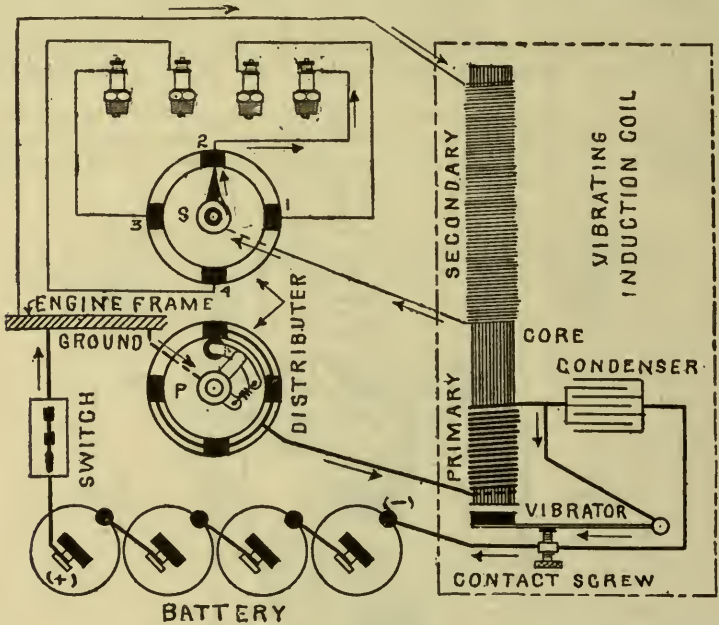 2
SECONDARY
VIBRATING
INDUCTION COIL
S
3
1
4
ENGINE FRAME
GROUND
DISTRIBUTER
CORE
CONDENSER
P
PRIMARY
SWITCH
(-)
VIBRATOR
(+)
CONTACT SCREW
BATTERY